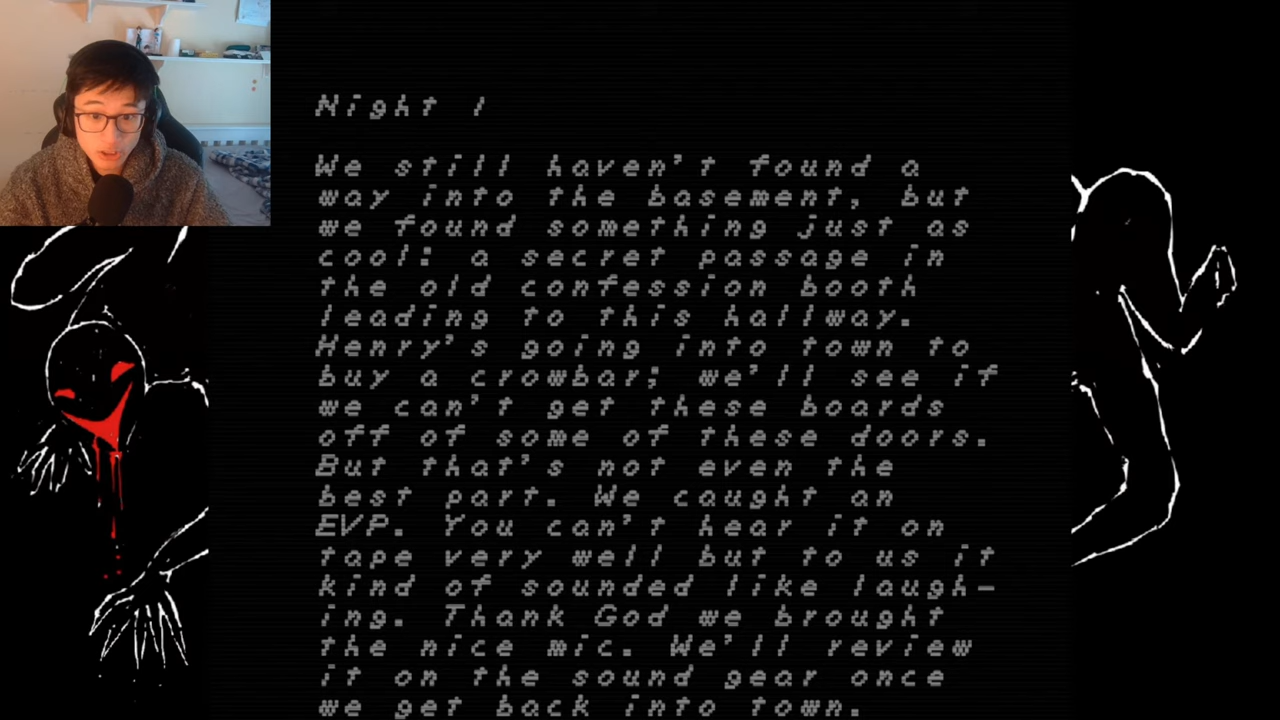 Night 1
We still haven't found a
way into the basement, but
we found something just as
cool: a secret passage in
the old confession booth
leading to this hallway.
Henry's going into town to
buy a crowbar; we'll see if
we can't get these boards
off of some of these doors.
But that's not even the
best part. We caught an
EVP. You can't hear it on
tape very well but to us it
kind of sounded like laugh-
ing. Thank God we brought
the nice mic. We'll review
it on the sound gear once
we get back into town.